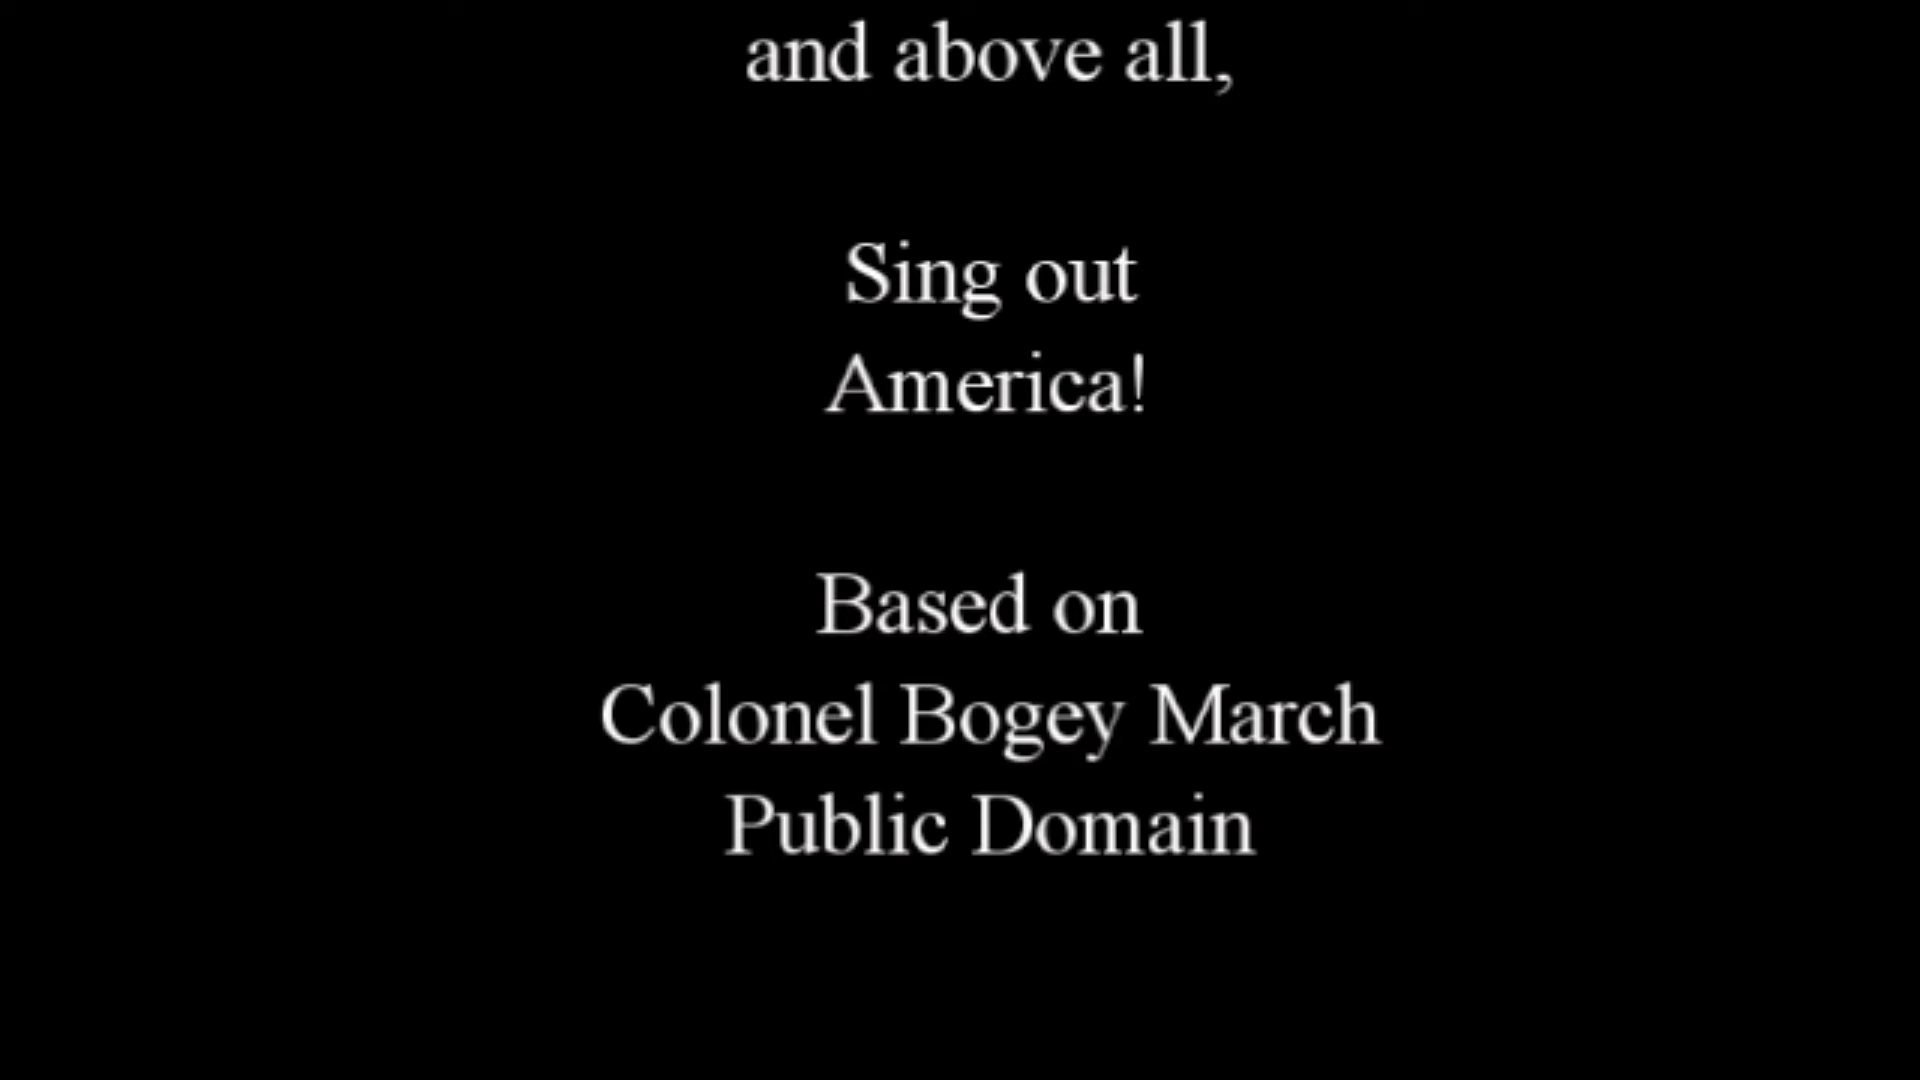 and above all,
Sing out
America!
Based on
Colonel Bogey March
Public Domain